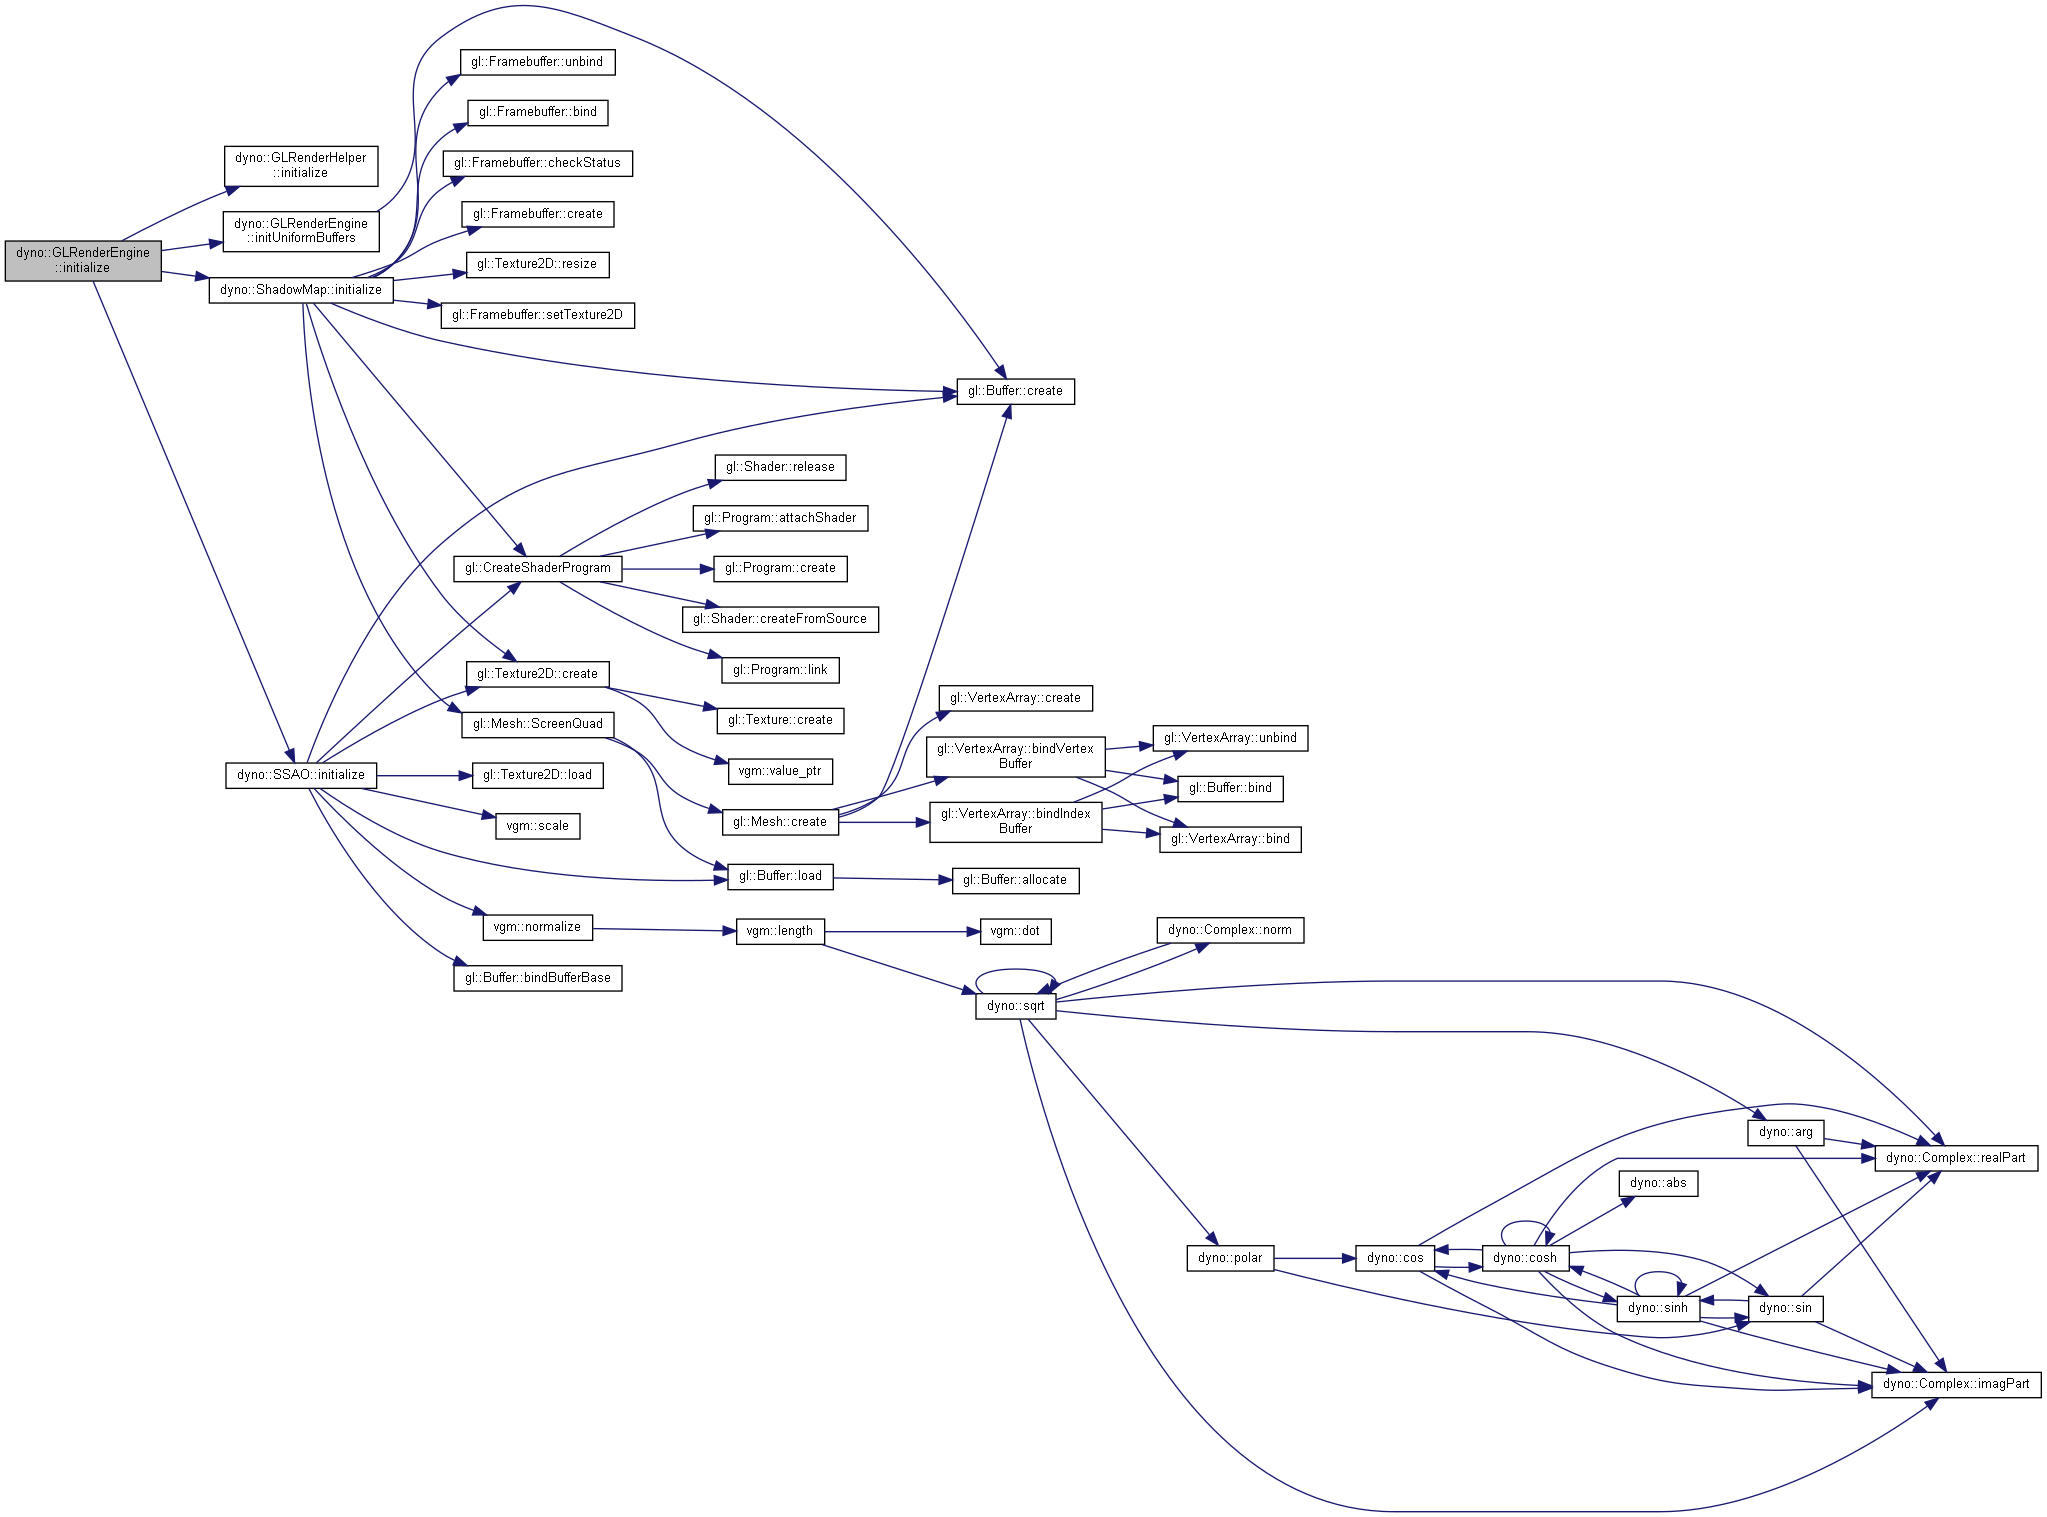 gl::Framebuffer::unbind
gl::Framebuffer::bind
dyno::GLRenderHelper
::initialize
gl::Framebuffer::checkStatus
gl::Framebuffer::create
dyno::GLRenderEngine
::initUniformBuffers
dyno::GLRenderEngine
::initialize
gl::Texture2D::resize
dyno::ShadowMap::initialize
gl::Framebuffer::setTexture2D
gl::Buffer::create
gl::Shader::release
gl::Program::attachShader
gl::CreateShaderProgram
gl::Program::create
gl::Shader::createFromSource
gl::Program::link
gl::Texture2D::create
gl::VertexArray::create
gl::Mesh::ScreenQuad
gl::Texture::create
gl::VertexArray::bindVertex
Buffer
gl::VertexArray::unbind
dyno::SSAO::initialize
gl::Texture2D::load
vgm::value_ptr
gl::Buffer::bind
vgm::scale
gl::Mesh::create
gl::VertexArray::bindIndex
Buffer
gl::VertexArray::bind
gl::Buffer::load
gl::Buffer::allocate
vgm::normalize
vgm::length
vgm::dot
dyno::Complex::norm
gl::Buffer::bindBufferBase
dyno::sqrt
dyno::arg
dyno::Complex::realPart
dyno::abs
dyno::polar
dyno::cos
dyno::cosh
dyno::sinh
dyno::sin
dyno::Complex::imagPart